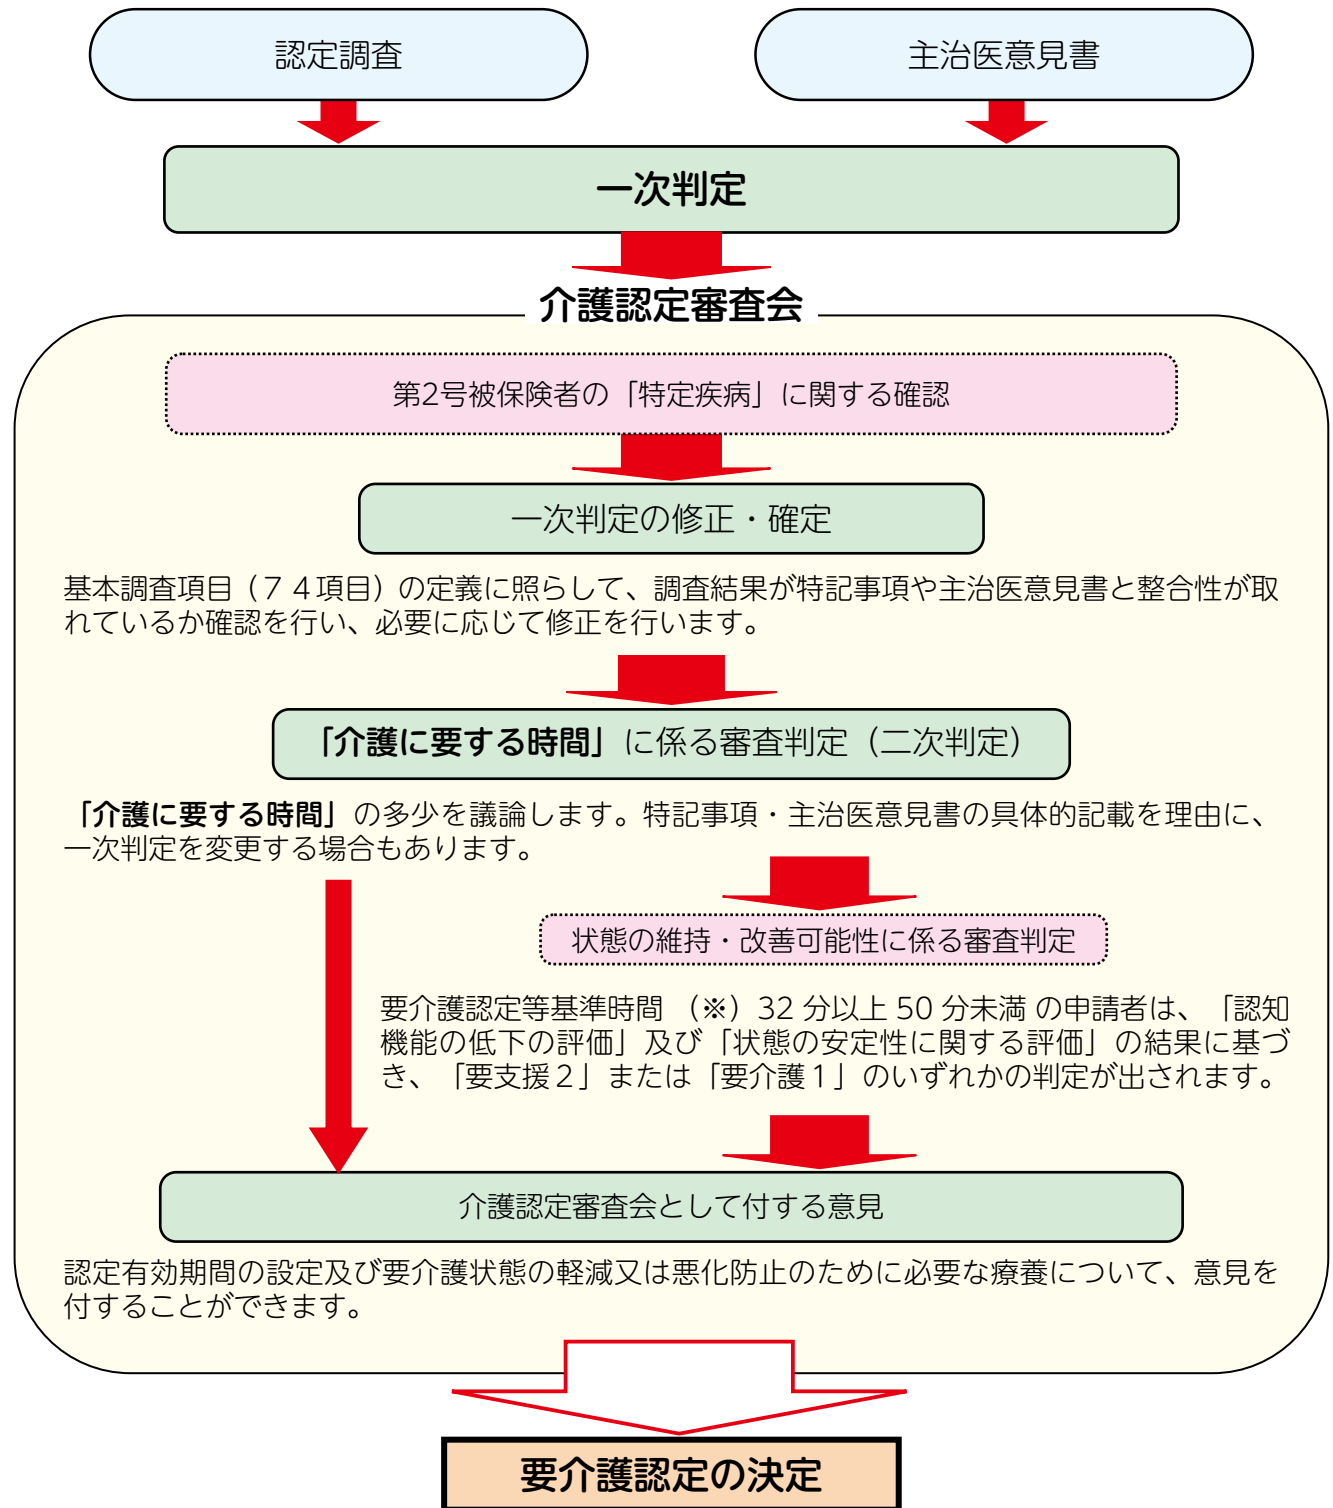 認定調査
主治医意見書
一次判定
介護認定審査会
第2号被保険者の「特定疾病」に関する確認
一次判定の修正・確定
基本調査項目（７４項目）の定義に照らして、調査結果が特記事項や主治医意見書と整合性が取
れているか確認を行い、必要に応じて修正を行います。
「介護に要する時間」に係る審査判定（二次判定）
「介護に要する時間」の多少を議論します。特記事項・主治医意見書の具体的記載を理由に、
一次判定を変更する場合もあります。
状態の維持・改善可能性に係る審査判定
要介護認定等基準時間 （※）32 分以上 50 分未満 の申請者は、「認知
機能の低下の評価」及び「状態の安定性に関する評価」の結果に基づ
き、「要支援２」または「要介護１」のいずれかの判定が出されます。
介護認定審査会として付する意見
認定有効期間の設定及び要介護状態の軽減又は悪化防止のために必要な療養について、意見を
付することができます。
要介護認定の決定